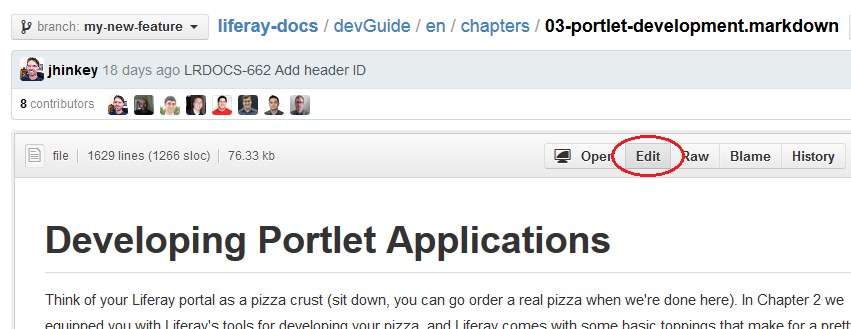 branch: my-new-feature liferay-docs / devGuide / en / chapters / 03-portlet-development.markdown
jhinkey 18 days ago LRDOCS-662 Add header ID
8 contributors
file 1629 lines (1266 sloc) 76.33 kb Open Edit Raw Blame History
Developing Portlet Applications
Think of your Liferay portal as a pizza crust (sit down, you can go order a real pizza when we're done here). In Chapter 2 we
equipped you with Liferay's tools for developing your pizza, and Liferay comes with some basic toppings that make for a pretty